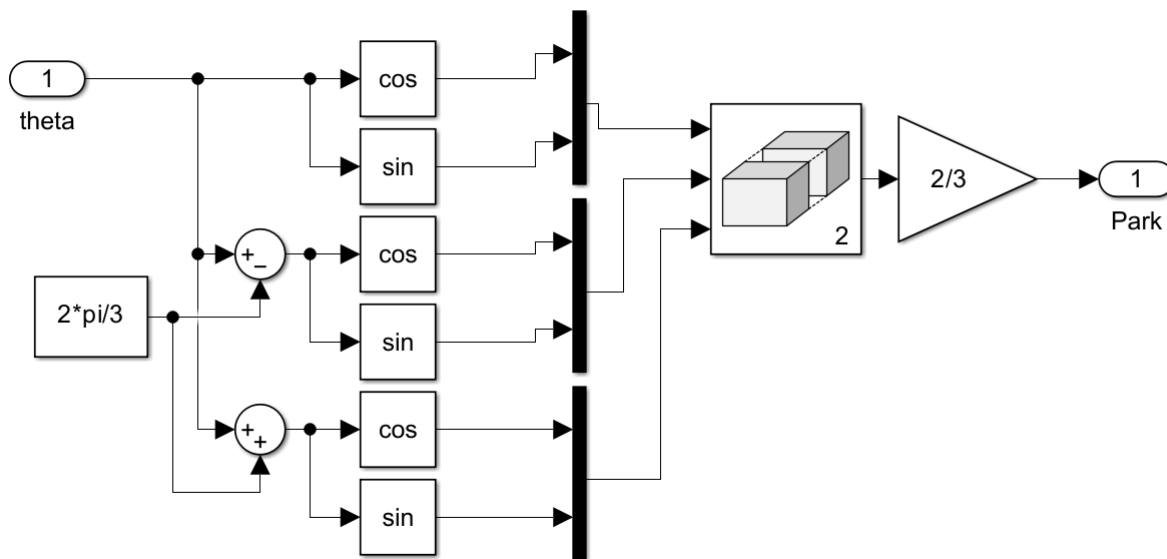 1
theta
cos
sin
2*pi/3
+
−
cos
sin
+
+
cos
sin
2
2/3
1
Park